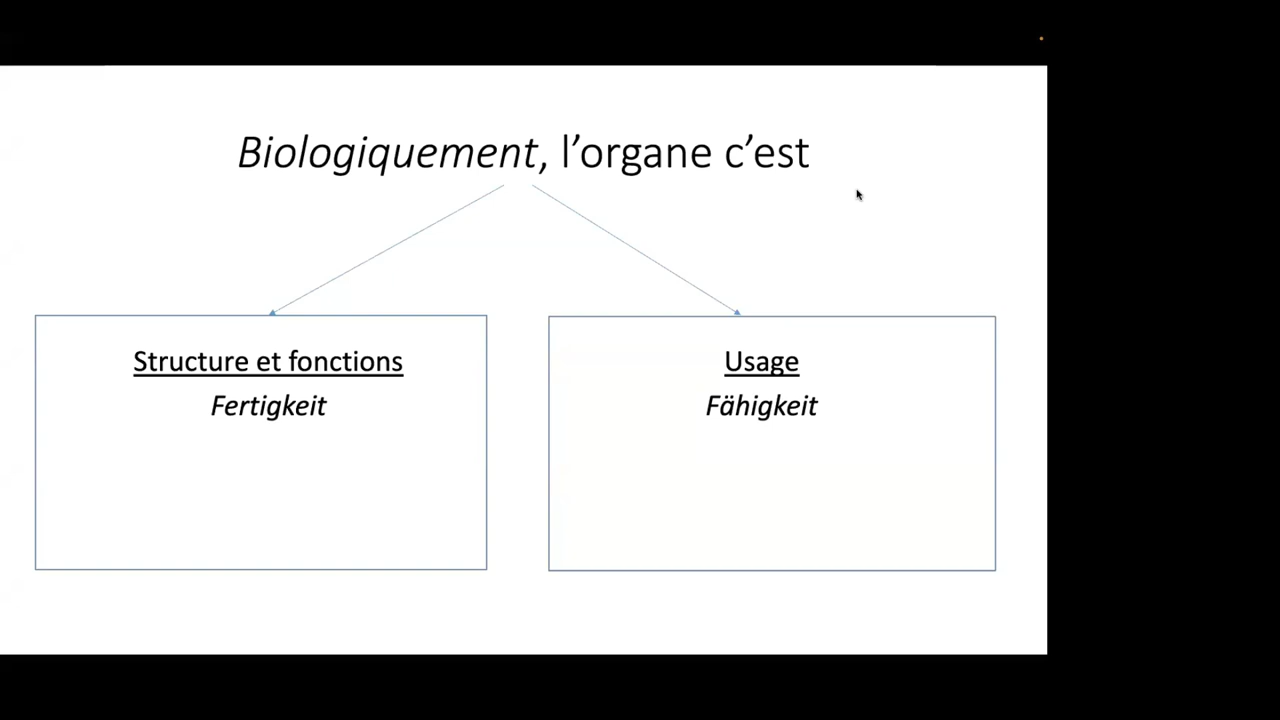 Biologiquement, l’organe c’est
Structure et fonctions
Fertigkeit
Usage
Fähigkeit